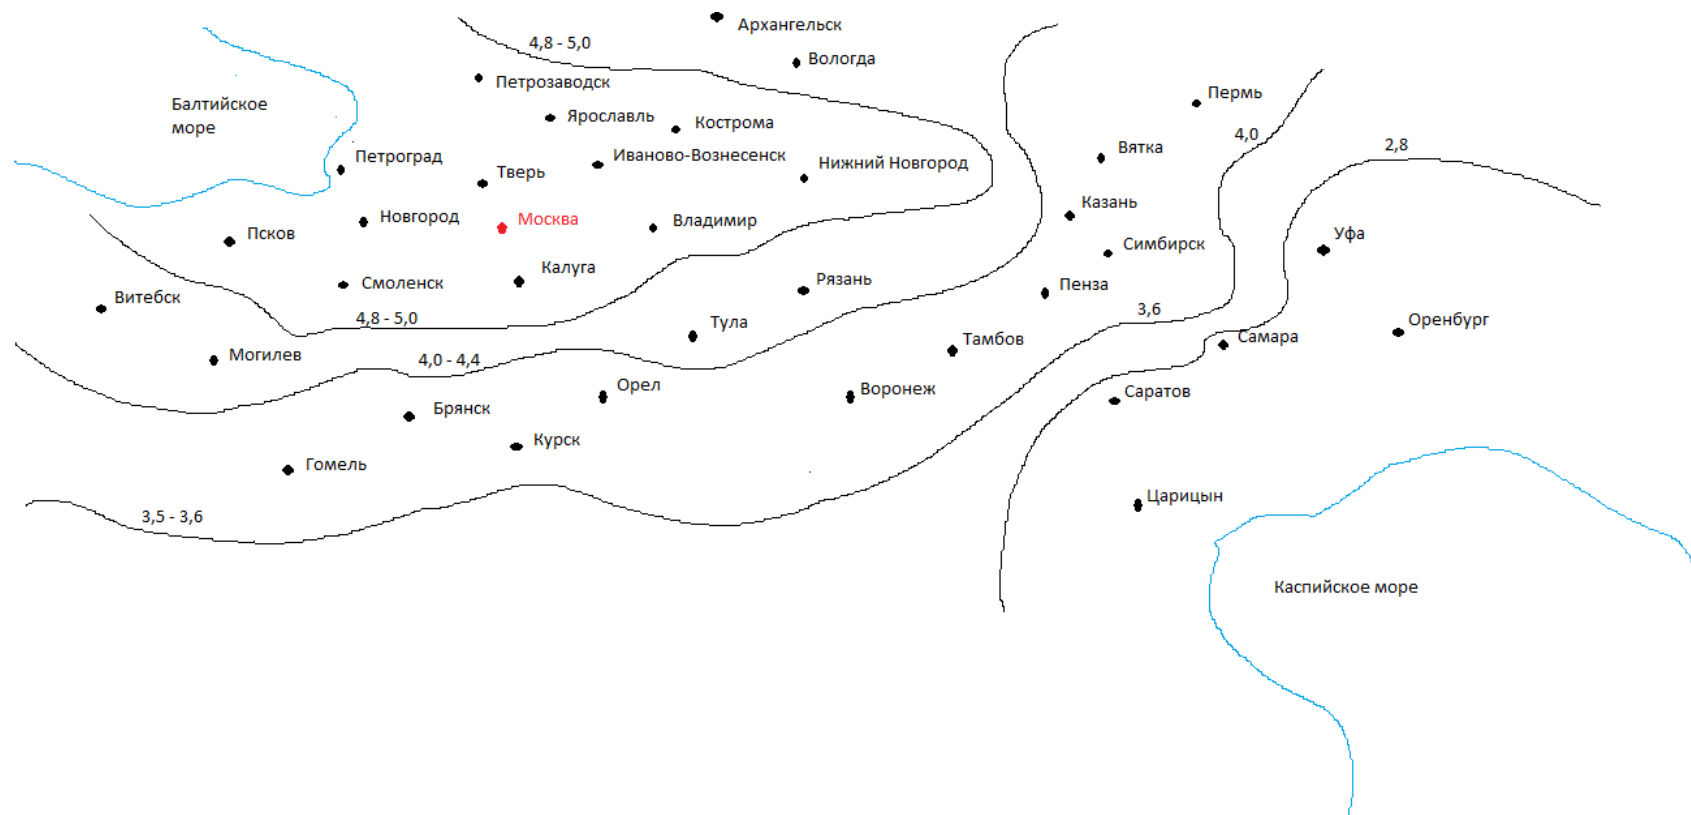 Архангельск
4,8 - 5,0
Вологда
Петрозаводск
Пермь
Балтийское
море
Ярославль
Кострома
4,0
Вятка
2,8
Петроград
Иваново-Вознесенск
Нижний Новгород
Тверь
Казань
Новгород
Москва
Владимир
Псков
Симбирск
Уфа
Калуга
Смоленск
Рязань
Пенза
Витебск
3,6
4,8 - 5,0
Тула
Оренбург
Тамбов
Самара
Могилев
4,0 - 4,4
Орел
Воронеж
Саратов
Брянск
Курск
Гомель
Царицын
3,5 - 3,6
Каспийское море